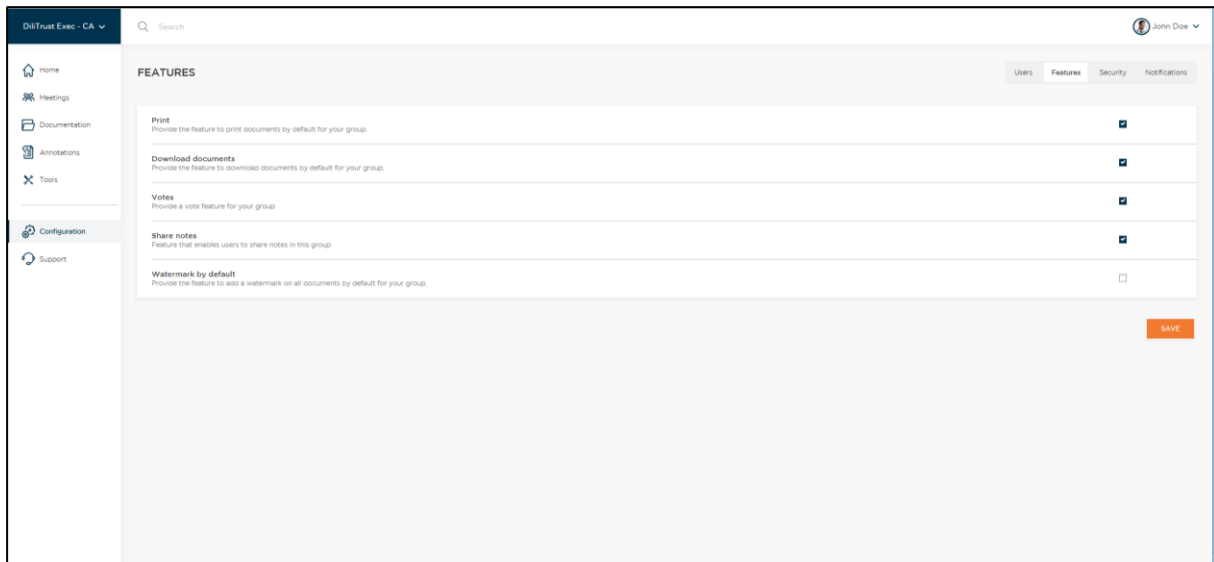 DiliTrust Exec - CA
Search
John Doe
Home
Meetings
Documentation
Annotations
Tools
Configuration
Support
FEATURES
Users Features Security Notifications
Print
Provide the feature to print documents by default for your group.
Download documents
Provide the feature to download documents by default for your group.
Votes
Provide a vote feature for your group
Share notes
Feature that enables users to share notes in this group
Watermark by default
Provide the feature to add a watermark on all documents by default for your group.
SAVE